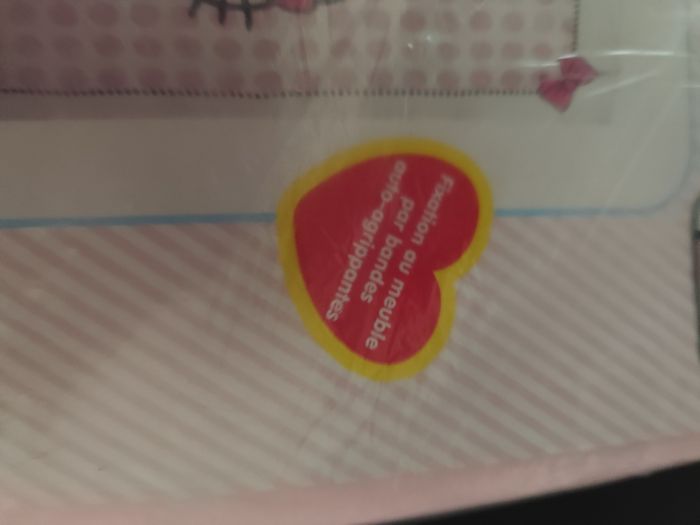 Fixation au meuble
par bandes
auto-agrippantes